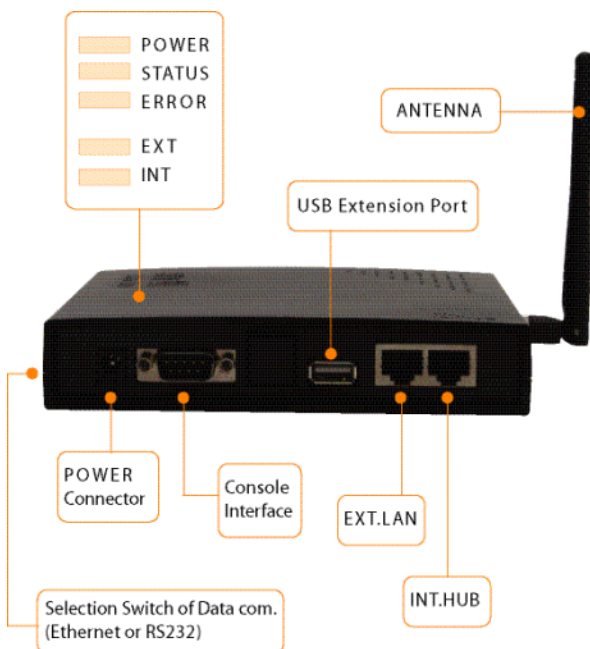 POWER
STATUS
ERROR
EXT
INT
ANTENNA
USB Extension Port
POWER
Connector
Console
Interface
EXT.LAN
INT.HUB
Selection Switch of Data com.
(Ethernet or RS232)